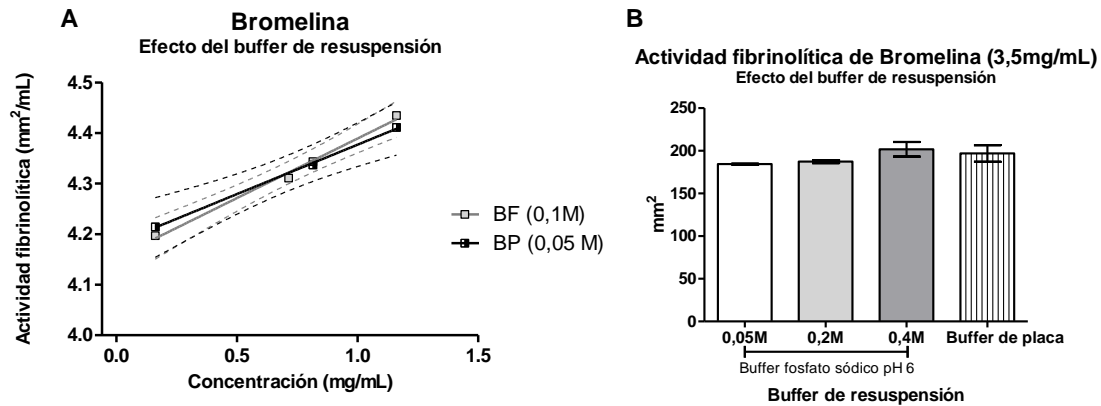 A
Bromelina
Efecto del buffer de resuspensión
Actividad fibrinolítica (mm²/mL)
4.5
4.4
4.3
4.2
4.1
4.0
0.0
0.5
1.0
1.5
Concentración (mg/mL)
BF (0,1M)
BP (0,05 M)
B
Actividad fibrinolítica de Bromelina (3,5mg/mL)
Efecto del buffer de resuspensión
mm²
250
200
150
100
50
0
0,05M
0,2M
0,4M
Buffer de placa
Buffer fosfato sódico pH 6
Buffer de resuspensión